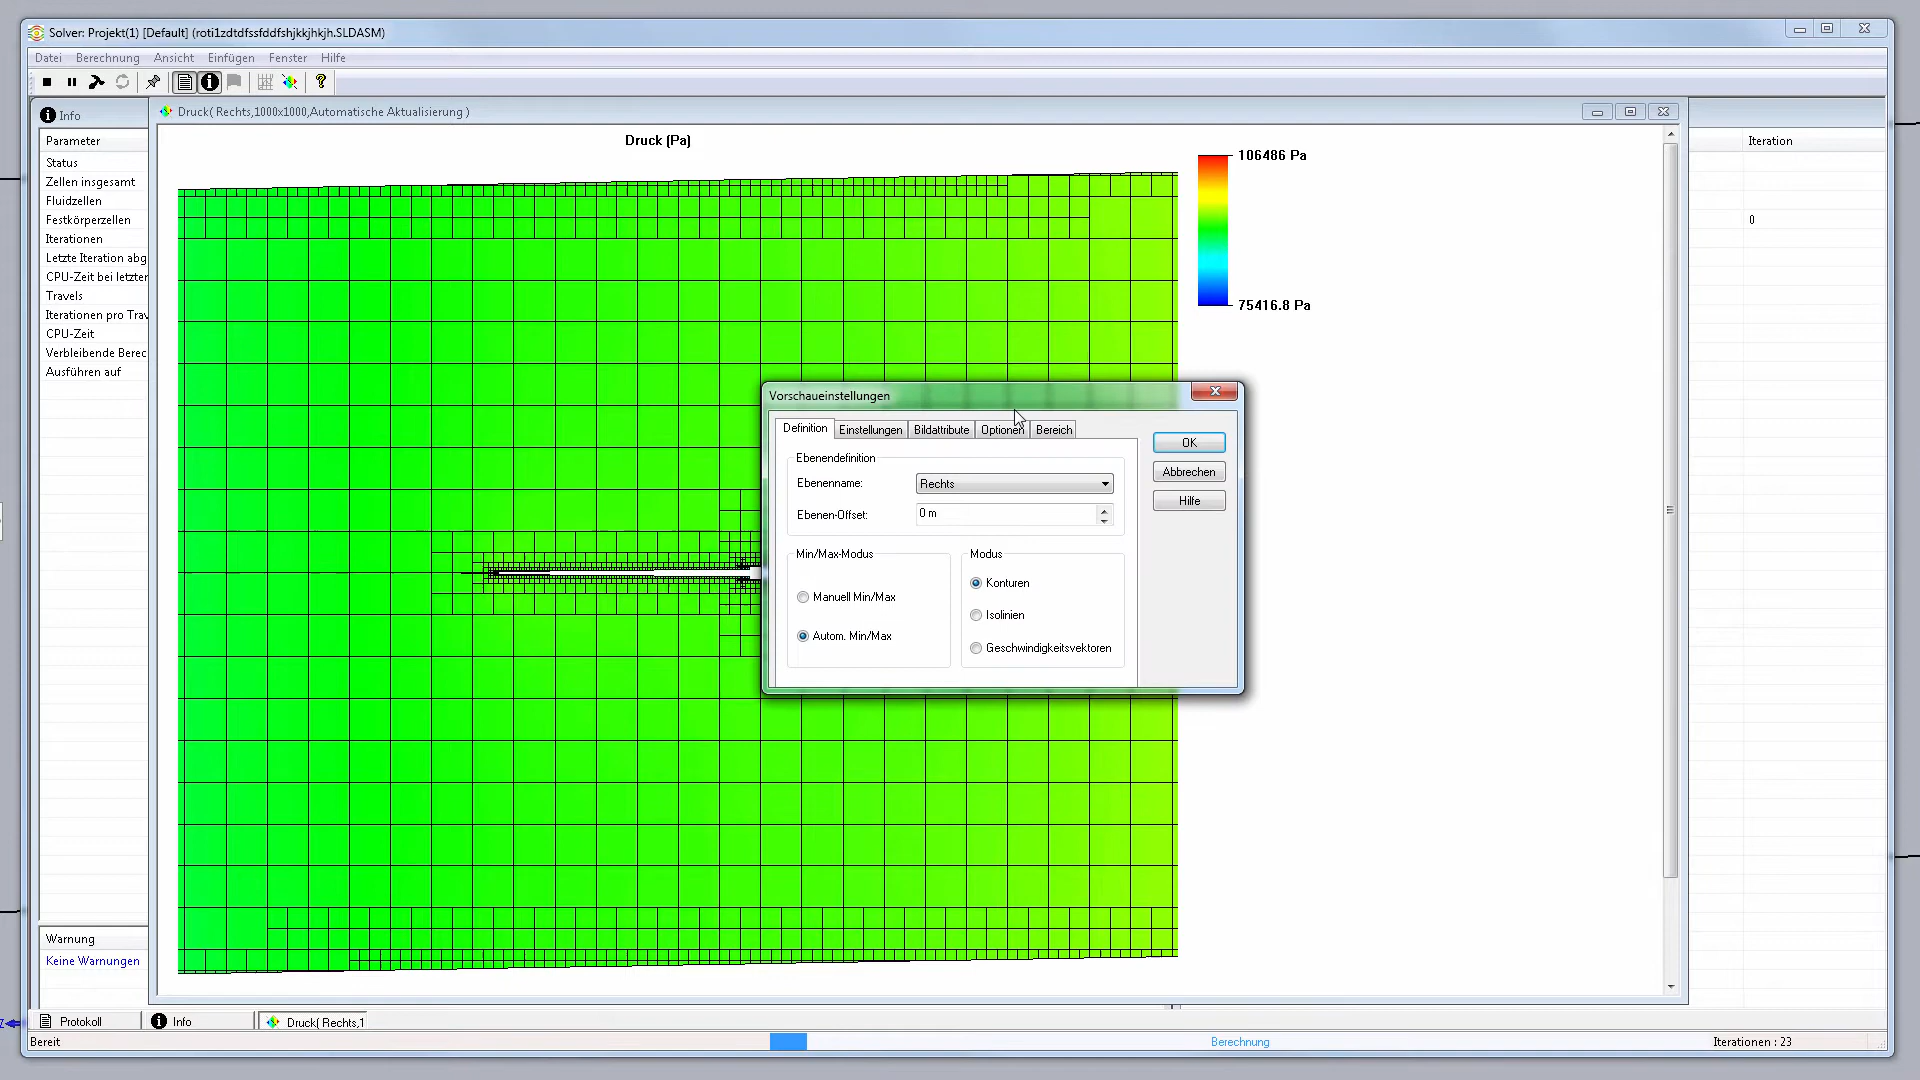 Solver: Projekt(1) [Default] (roti1zdtdfssfddfshjkkjhkjh.SLDASM)
Datei Berechnung Ansicht Einfügen Fenster Hilfe
Info
Druck( Rechts,1000x1000,Automatische Aktualisierung )
Parameter
Iteration
Status
Zellen insgesamt
Fluidzellen
Festkörperzellen
0
Iterationen
Letzte Iteration abg
CPU-Zeit bei letzter
Travels
Iterationen pro Trav
CPU-Zeit
Verbleibende Berec
Ausführen auf
Druck (Pa)
106486 Pa
75416.8 Pa
Vorschaueinstellungen
Definition Einstellungen Bildattribute Optionen Bereich
Ebenendefinition
Ebenenname: Rechts
Ebenen-Offset: 0 m
Min/Max-Modus
Manuell Min/Max
Autom. Min/Max
Modus
Konturen
Isolinien
Geschwindigkeitsvektoren
OK
Abbrechen
Hilfe
Warnung
Keine Warnungen
Protokoll Info Druck( Rechts,1
Bereit Berechnung Iterationen : 23
Z